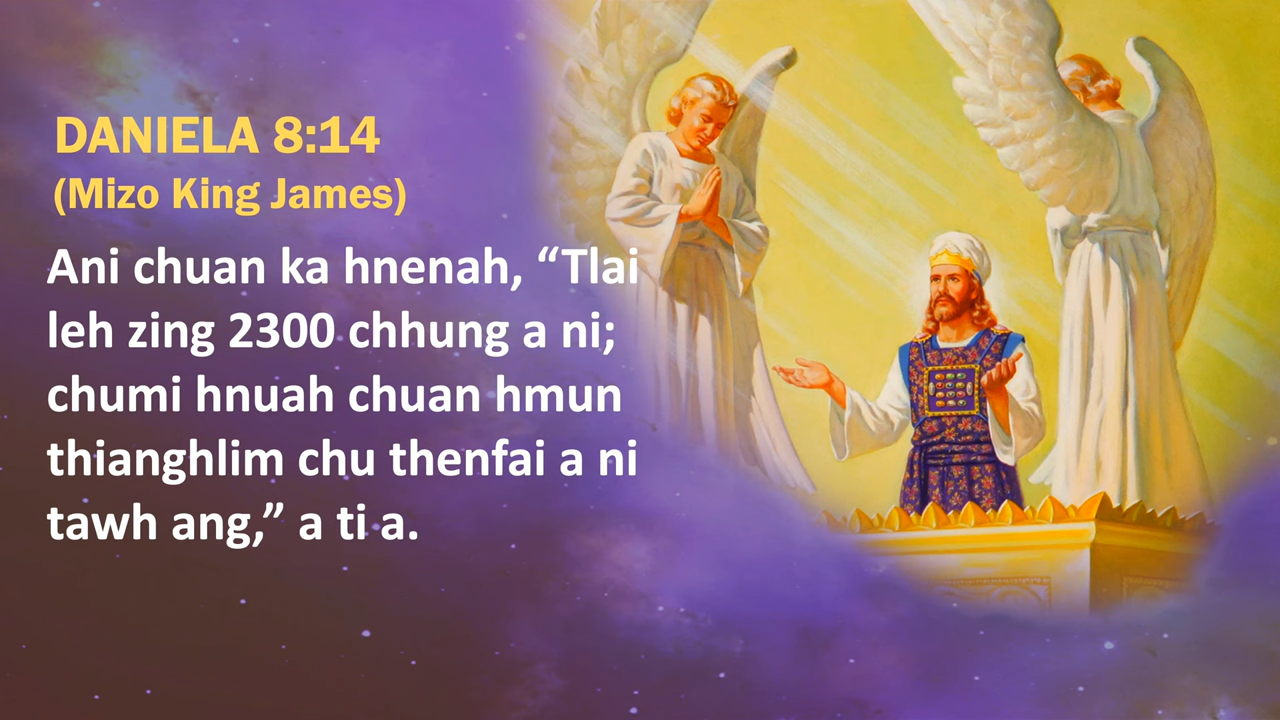 DANIELA 8:14
(Mizo King James)
Ani chuan ka hnenah, “Tlai
leh zing 2300 chhung a ni;
chumi hnuah chuan hmun
thianghlim chu thenfai a ni
tawh ang,” a ti a.